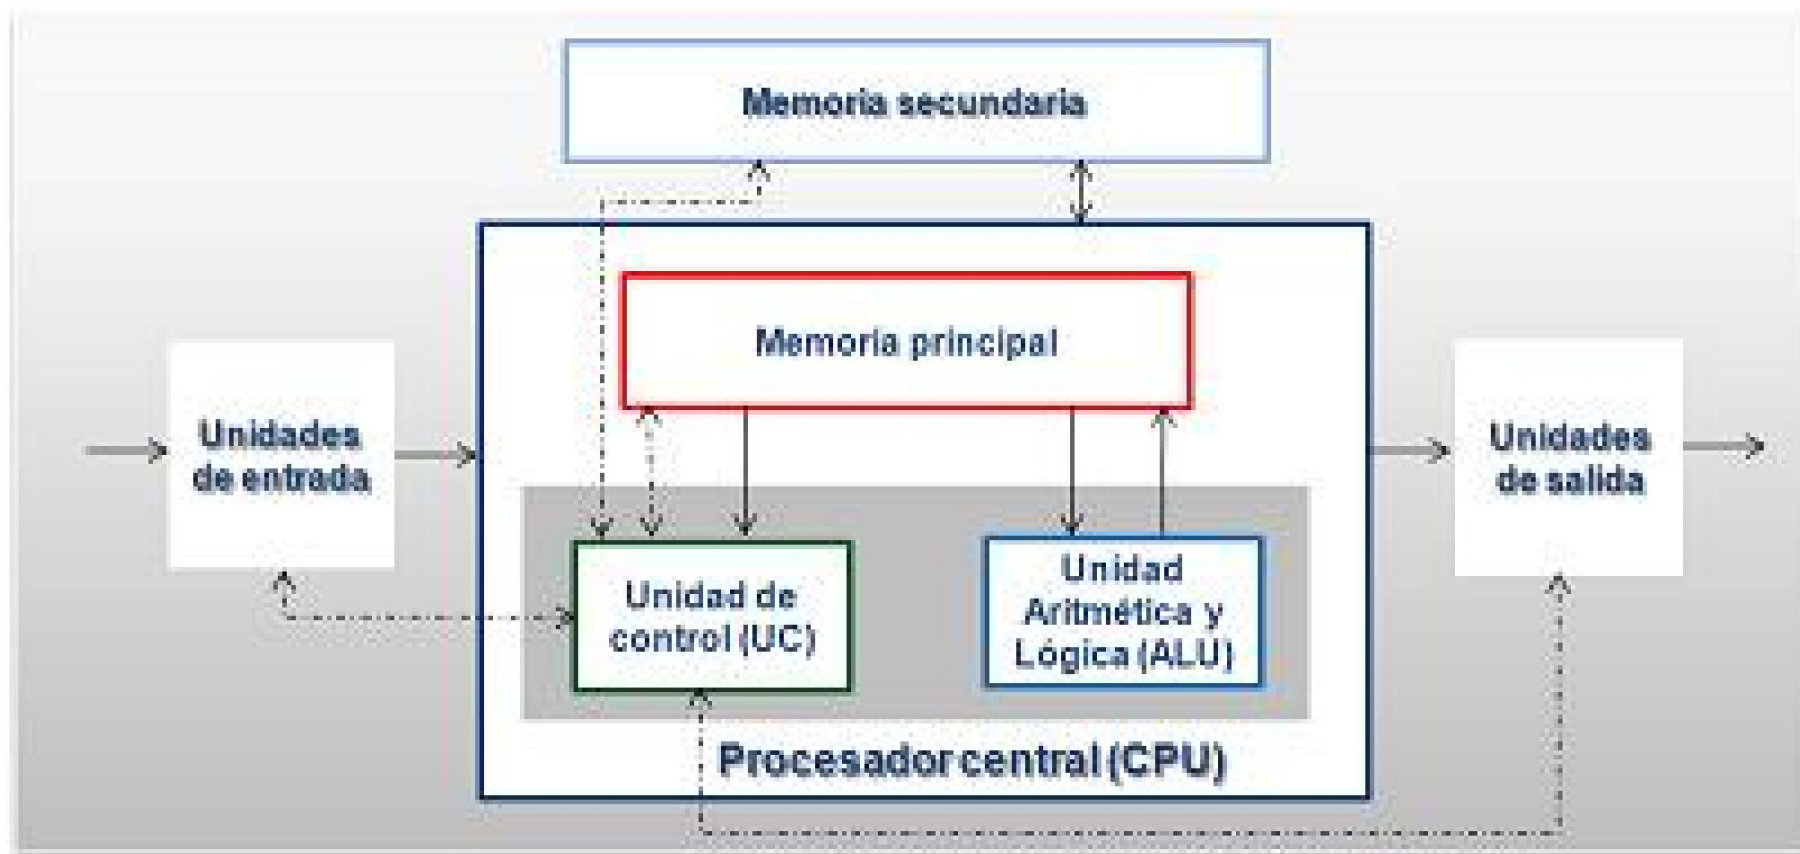 Memoria secundaria
Memoria principal
Unidades
de entrada
Unidades
de salida
Unidad de
control (UC)
Unidad
Aritmética y
Lógica (ALU)
Procesador central (CPU)